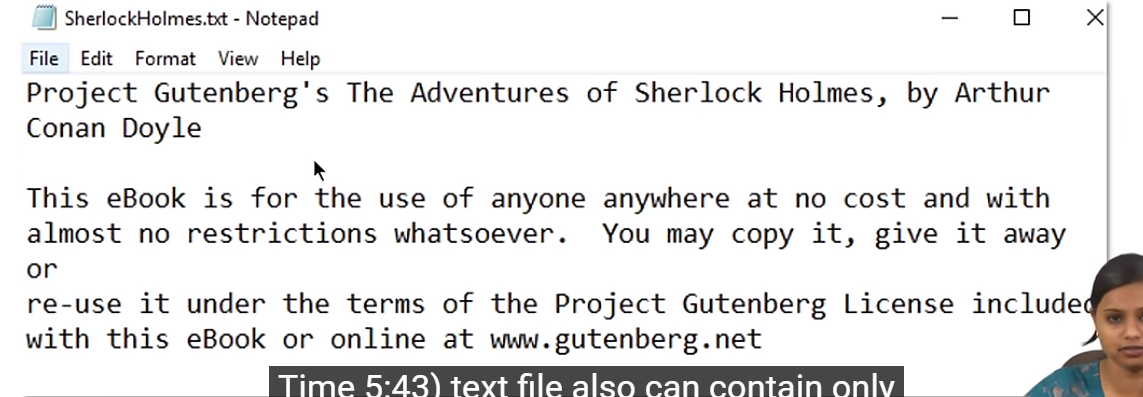 SherlockHolmes.txt - Notepad
File Edit Format View Help
Project Gutenberg's The Adventures of Sherlock Holmes, by Arthur
Conan Doyle
This eBook is for the use of anyone anywhere at no cost and with
almost no restrictions whatsoever.  You may copy it, give it away
or
re-use it under the terms of the Project Gutenberg License included
with this eBook or online at www.gutenberg.net
Time 5:43) text file also can contain only